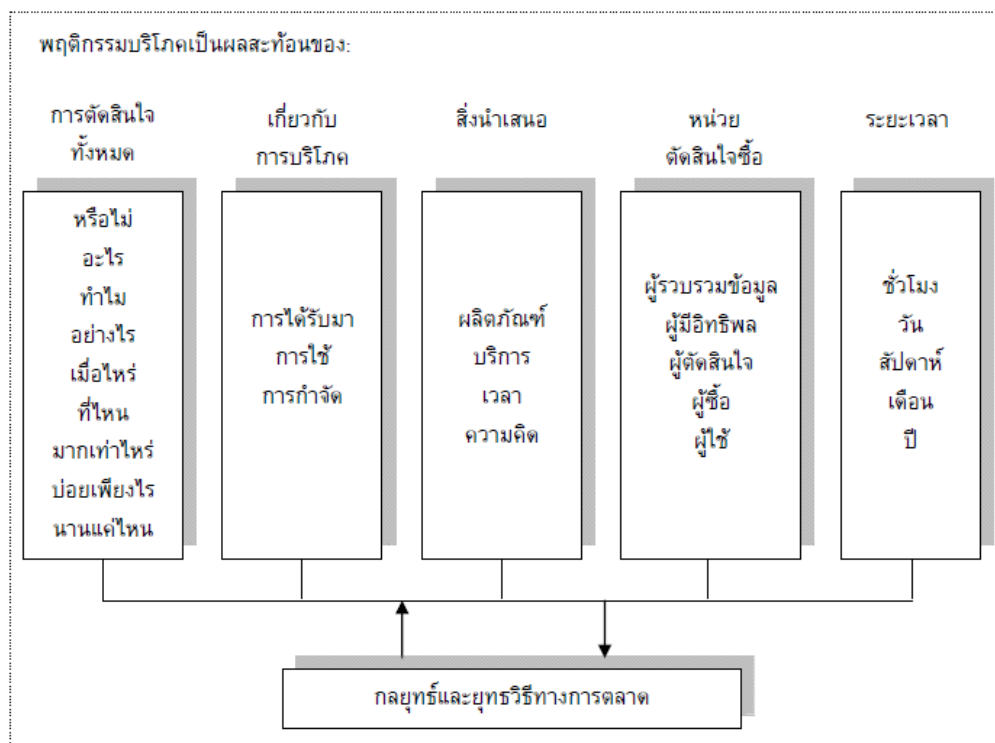 พฤติกรรมบริโภคเป็นผลสะท้อนของ:
การตัดสินใจ
ทั้งหมด
หรือไม่
อะไร
ทำไม
อย่างไร
เมื่อไหร่
ที่ไหน
มากเท่าไหร่
บ่อยเพียงไร
นานแค่ไหน
เกี่ยวกับ
การบริโภค
การได้รับมา
การใช้
การกำจัด
สิ่งนำเสนอ
ผลิตภัณฑ์
บริการ
เวลา
ความคิด
หน่วย
ตัดสินใจซื้อ
ผู้รวบรวมข้อมูล
ผู้มีอิทธิพล
ผู้ตัดสินใจ
ผู้ซื้อ
ผู้ใช้
ระยะเวลา
ชั่วโมง
วัน
สัปดาห์
เดือน
ปี
กลยุทธ์และยุทธวิธีทางการตลาด